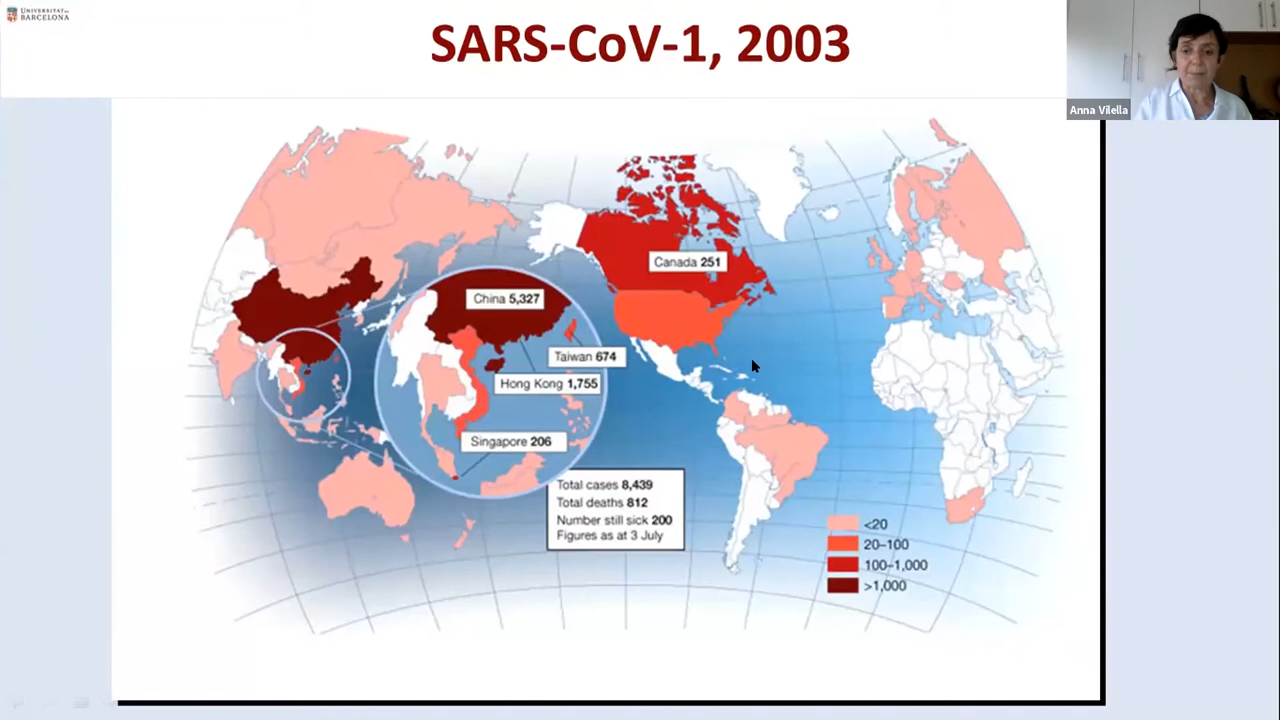 UNIVERSITAT DE
BARCELONA
SARS-CoV-1, 2003
Anna Vilella
Canada 251
China 5,327
Taiwan 674
Hong Kong 1,755
Singapore 206
Total cases 8,439
Total deaths 812
Number still sick 200
Figures as at 3 July
<20
20–100
100–1,000
>1,000